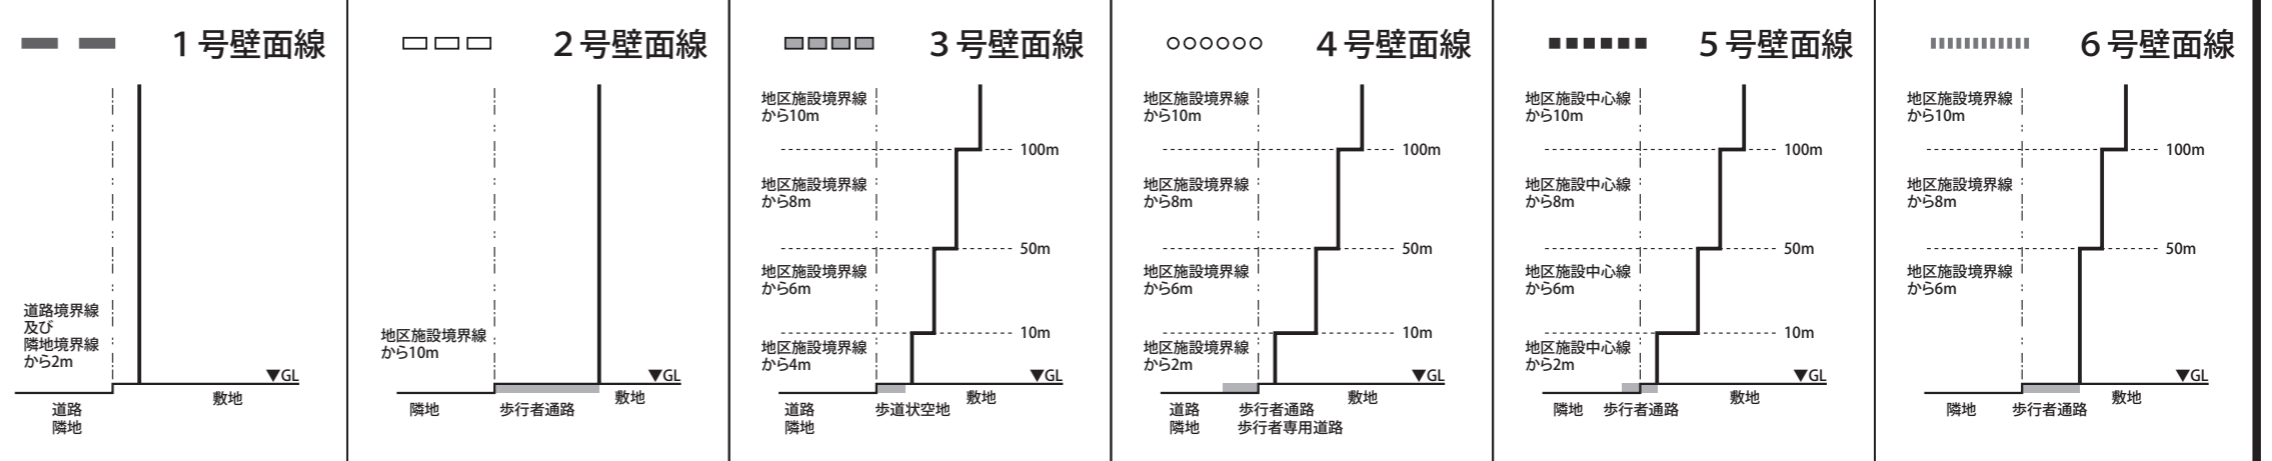 1号壁面線
道路境界線
及び
隣地境界線
から2m
▼GL
敷地
道路
隣地
2号壁面線
地区施設境界線
から10m
▼GL
敷地
隣地
歩行者通路
3号壁面線
地区施設境界線
から10m
100m
地区施設境界線
から8m
50m
地区施設境界線
から6m
10m
地区施設境界線
から4m
▼GL
敷地
道路
隣地
歩道状空地
4号壁面線
地区施設境界線
から10m
100m
地区施設境界線
から8m
50m
地区施設境界線
から6m
10m
地区施設境界線
から2m
▼GL
敷地
道路
隣地
歩行者通路
歩行者専用道路
5号壁面線
地区施設中心線
から10m
100m
地区施設中心線
から8m
50m
地区施設中心線
から6m
10m
地区施設中心線
から2m
▼GL
敷地
隣地
歩行者通路
6号壁面線
地区施設境界線
から10m
100m
地区施設境界線
から8m
50m
地区施設境界線
から6m
▼GL
敷地
隣地
歩行者通路